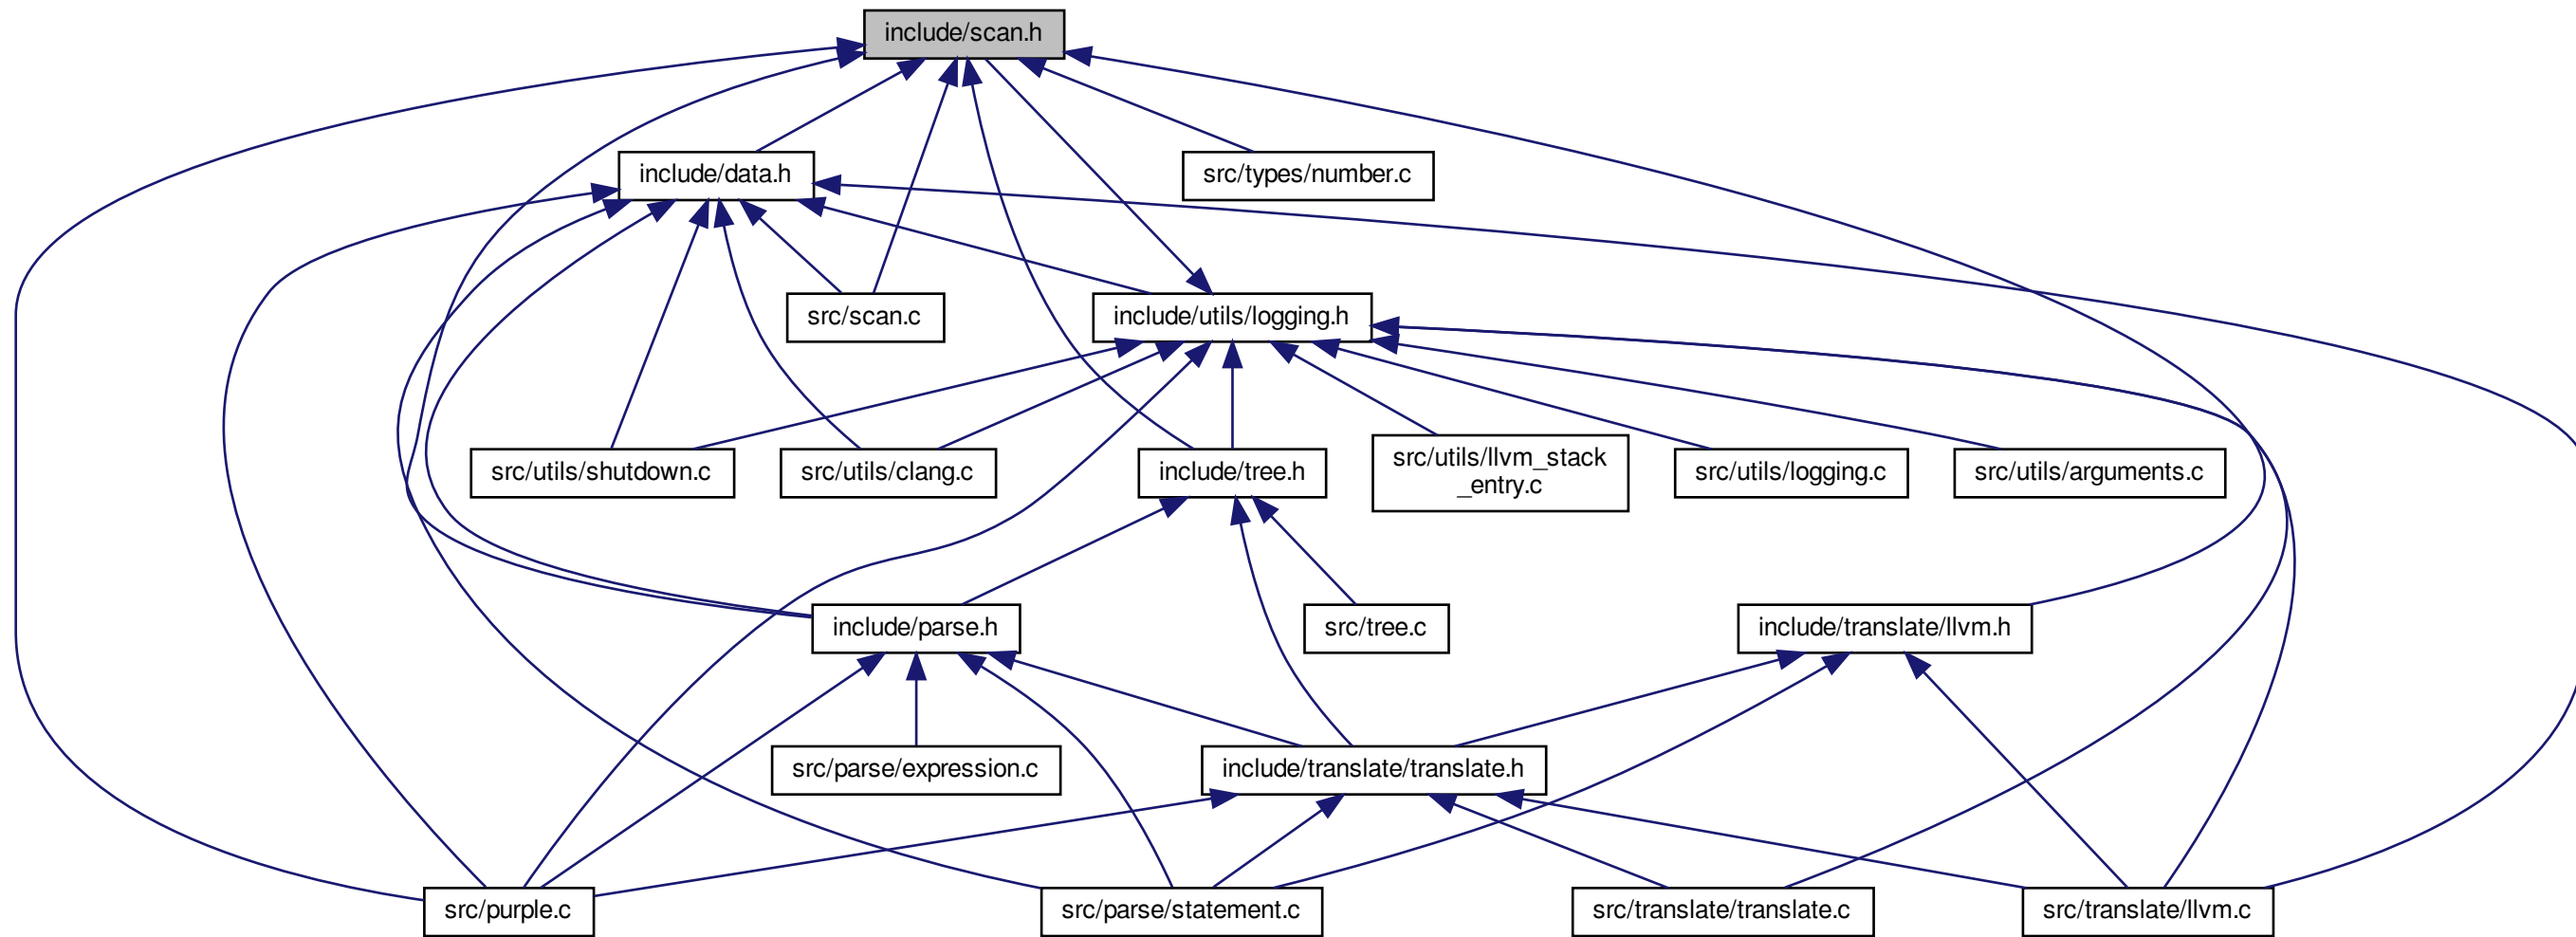 include/scan.h
include/data.h
src/types/number.c
src/scan.c
include/utils/logging.h
src/utils/shutdown.c
src/utils/clang.c
include/tree.h
src/utils/llvm_stack
_entry.c
src/utils/logging.c
src/utils/arguments.c
include/parse.h
src/tree.c
include/translate/llvm.h
src/parse/expression.c
include/translate/translate.h
src/purple.c
src/parse/statement.c
src/translate/translate.c
src/translate/llvm.c